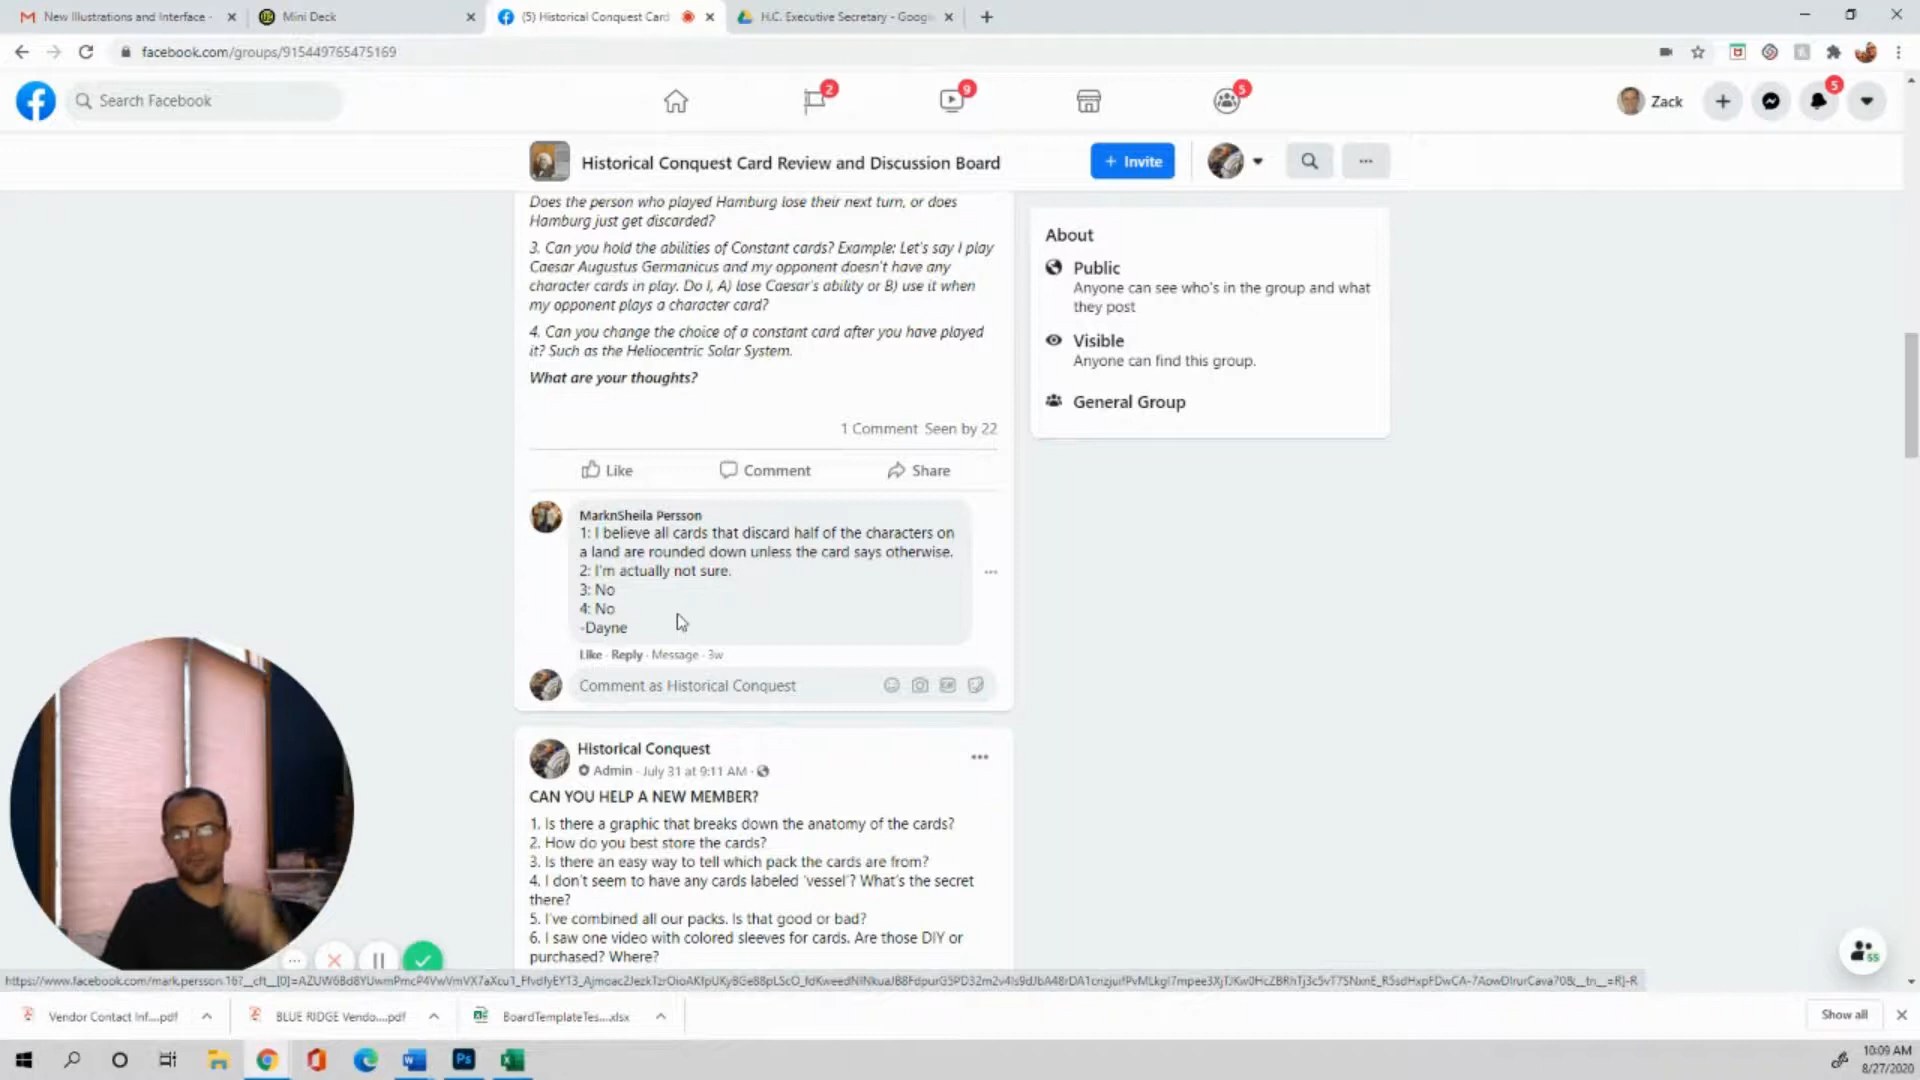 New Illustrations and Interface -
Mini Deck
(5) Historical Conquest Card
H.C. Executive Secretary - Goog
facebook.com/groups/915449765475169
Search Facebook
2
9
5
Zack
5
Historical Conquest Card Review and Discussion Board
+ Invite
Does the person who played Hamburg lose their next turn, or does
Hamburg just get discarded?
3. Can you hold the abilities of Constant cards? Example: Let's say I play
Caesar Augustus Germanicus and my opponent doesn't have any
character cards in play. Do I, A) lose Caesar's ability or B) use it when
my opponent plays a character card?
4. Can you change the choice of a constant card after you have played
it? Such as the Heliocentric Solar System.
What are your thoughts?
1 Comment Seen by 22
Like Comment Share
MarknSheila Persson
1: I believe all cards that discard half of the characters on
a land are rounded down unless the card says otherwise.
2: I'm actually not sure.
3: No
4: No
-Dayne
Like · Reply · Message · 3w
Comment as Historical Conquest
Historical Conquest
Admin · July 31 at 9:11 AM ·
CAN YOU HELP A NEW MEMBER?
1. Is there a graphic that breaks down the anatomy of the cards?
2. How do you best store the cards?
3. Is there an easy way to tell which pack the cards are from?
4. I don't seem to have any cards labeled 'vessel'? What's the secret
there?
5. I've combined all our packs. Is that good or bad?
6. I saw one video with colored sleeves for cards. Are those DIY or
purchased? Where?
About
Public
Anyone can see who's in the group and what
they post
Visible
Anyone can find this group.
General Group
55
Vendor Contact Inf....pdf
BLUE RIDGE Vendo....pdf
BoardTemplateTes....xlsx
Show all
Ps
10:09 AM
8/27/2020